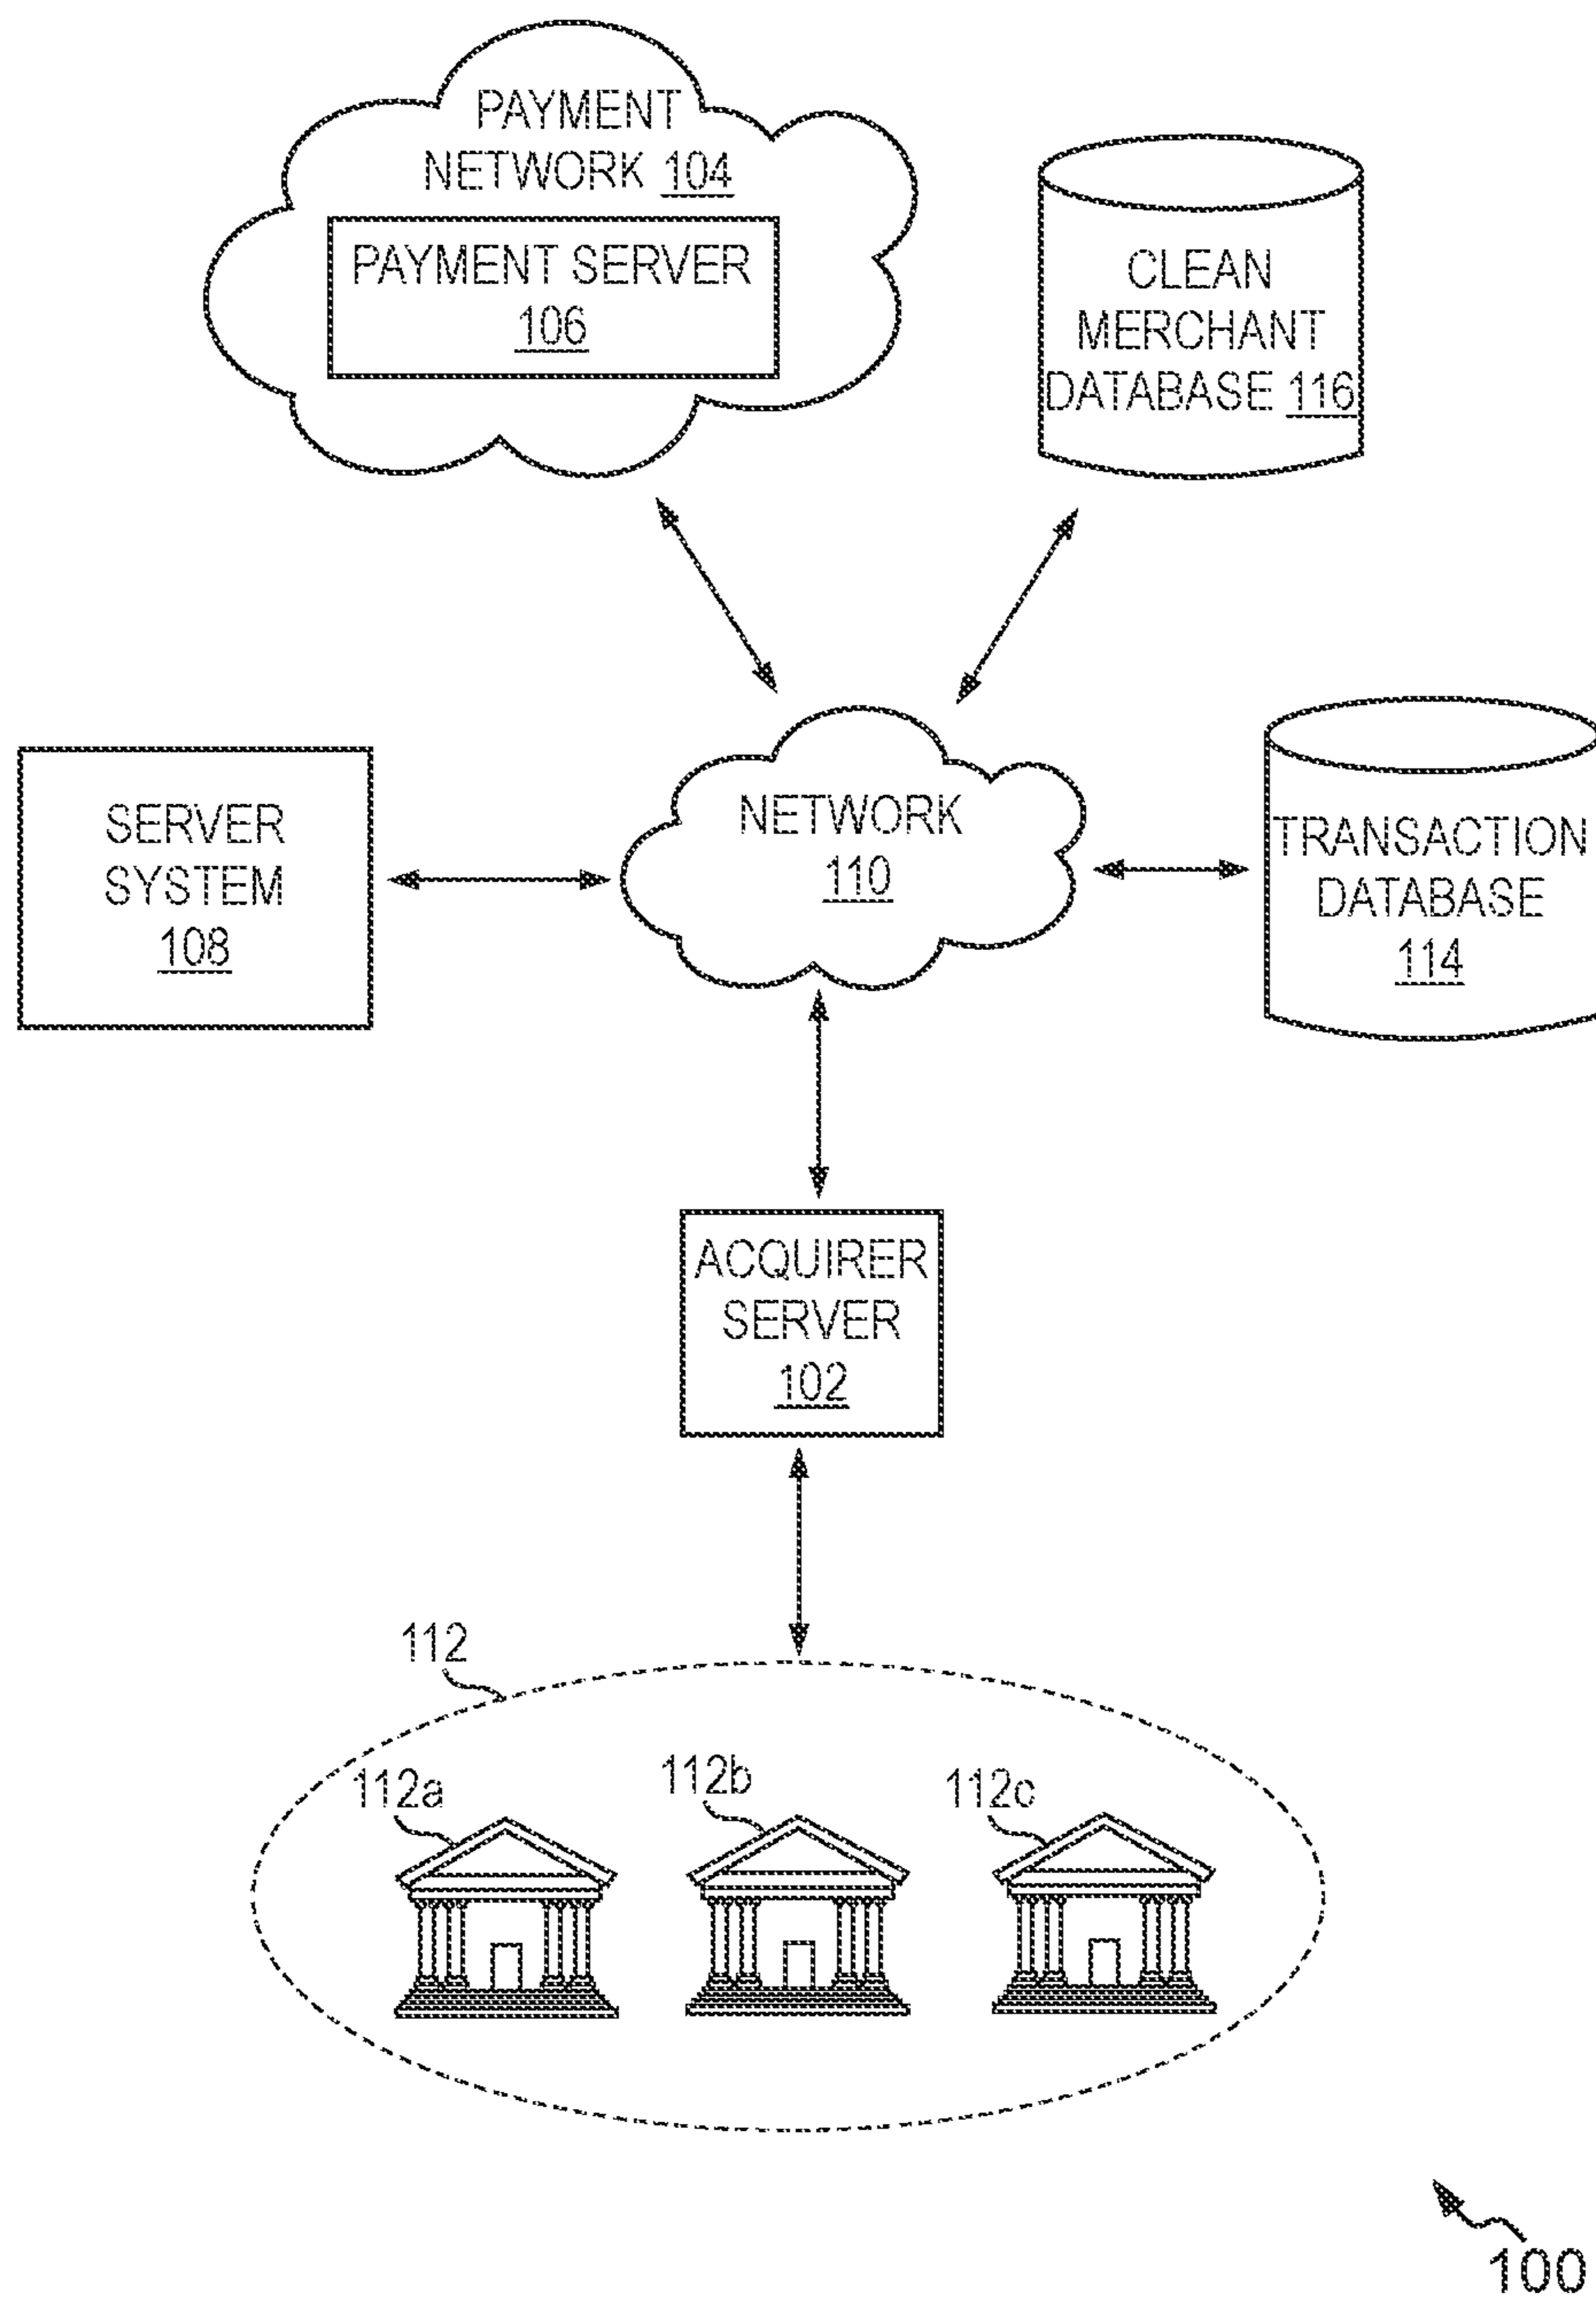 PAYMENT
NETWORK 104
PAYMENT SERVER
106
CLEAN
MERCHANT
DATABASE 116
SERVER
SYSTEM
108
NETWORK
110
TRANSACTION
DATABASE
114
ACQUIRER
SERVER
102
112
112a
112b
112c
100